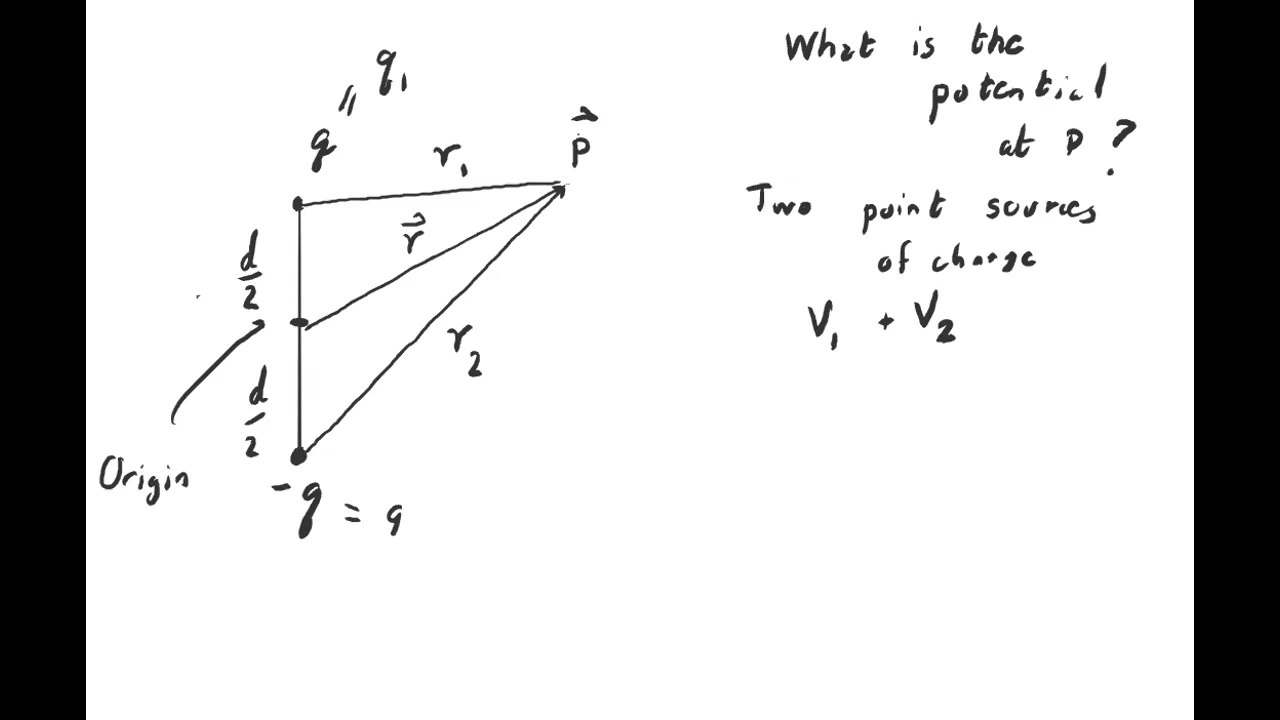 What is the
potential
at P ?
Two point sources
of charge
V₁ + V₂
q₁
=
q
r₁
P⃗
r⃗
d/2
r₂
d/2
Origin
-q = q